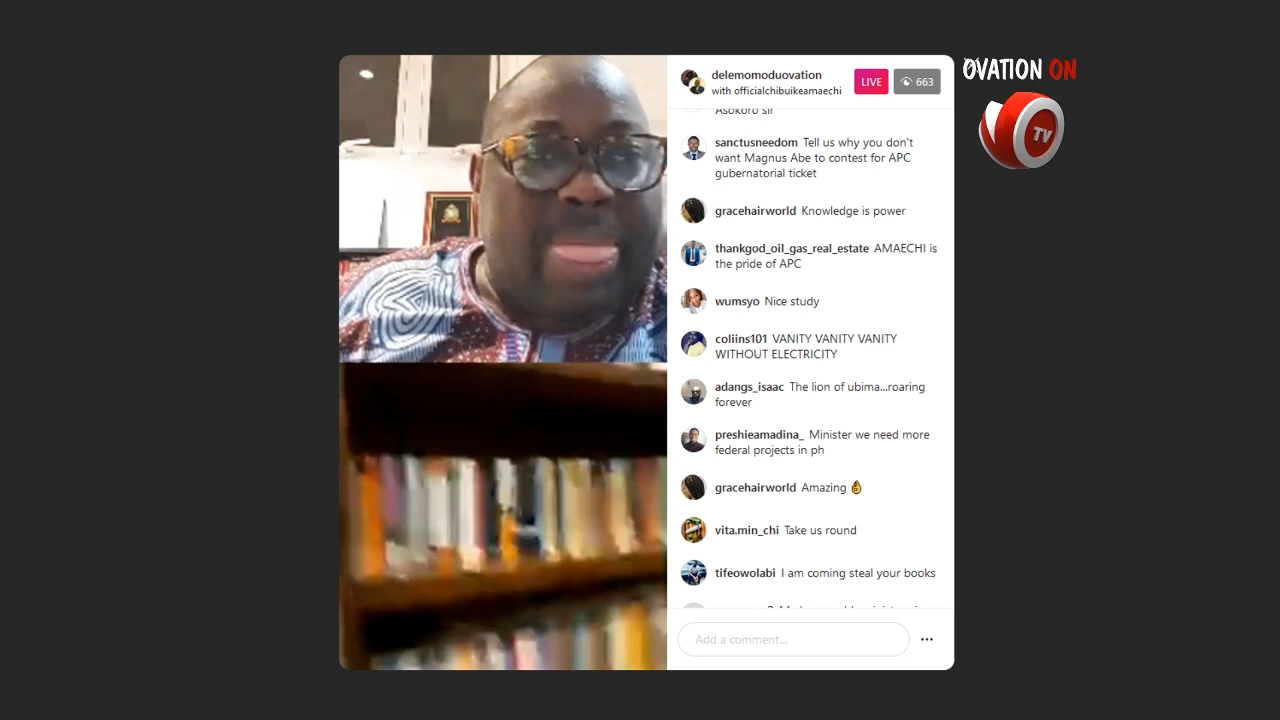 delemomoduovation
with officialchibuikeamaechi
LIVE
663
OVATION ON
TV
Asokoro sir
sanctusneedom Tell us why you don't
want Magnus Abe to contest for APC
gubernatorial ticket
gracehairworld Knowledge is power
thankgod_oil_gas_real_estate AMAECHI is
the pride of APC
wumsyo Nice study
coliins101 VANITY VANITY VANITY
WITHOUT ELECTRICITY
adangs_isaac The lion of ubima...roaring
forever
preshieamadina_ Minister we need more
federal projects in ph
gracehairworld Amazing
vita.min_chi Take us round
tifeowolabi I am coming steal your books
Add a comment...